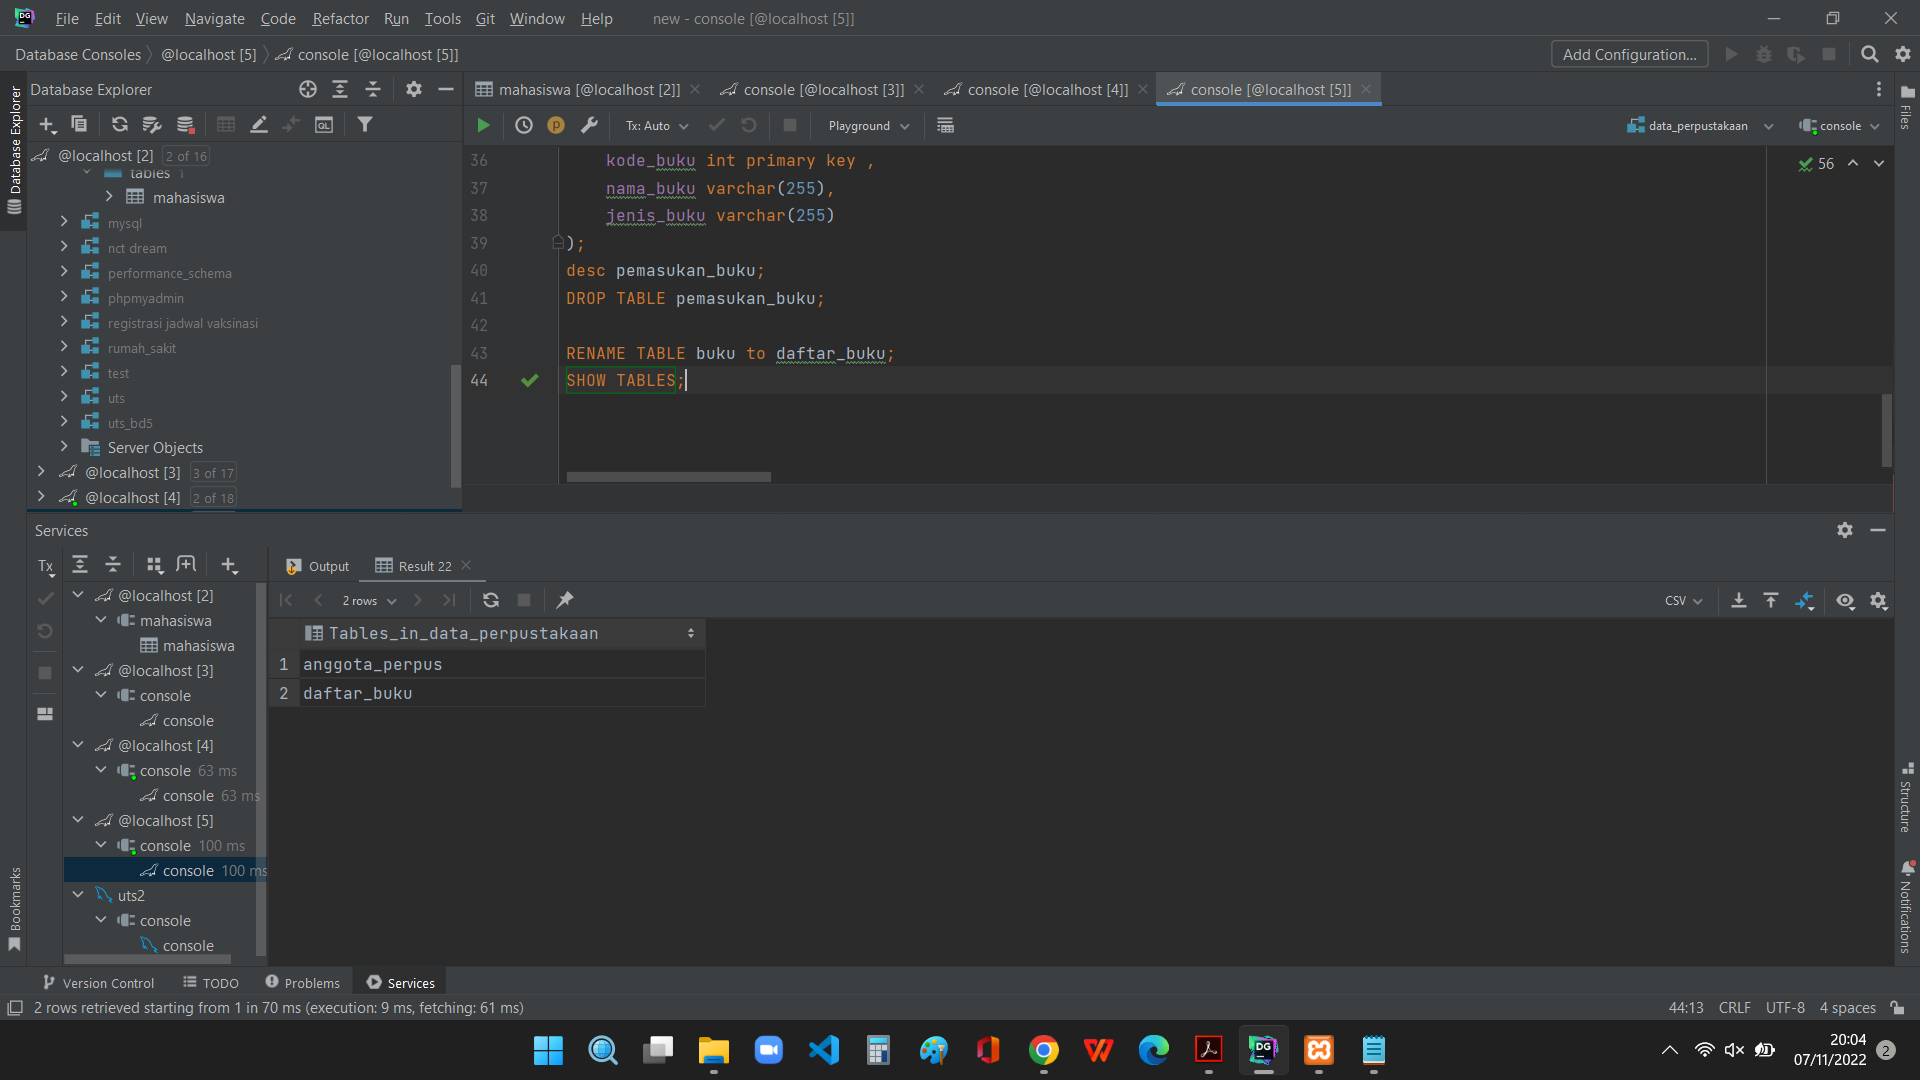 File Edit View Navigate Code Refactor Run Tools Git Window Help new - console [@localhost [5]]
Database Consoles @localhost [5] console [@localhost [5]] Add Configuration...
Database Explorer
mahasiswa [@localhost [2]] console [@localhost [3]] console [@localhost [4]] console [@localhost [5]]
Tx: Auto Playground data_perpustakaan console
@localhost [2] 2 of 16
tables 1
mahasiswa
mysql
nct dream
performance_schema
phpmyadmin
registrasi jadwal vaksinasi
rumah_sakit
test
uts
uts_bd5
Server Objects
@localhost [3] 3 of 17
@localhost [4] 2 of 18
36 kode_buku int primary key ,
37 nama_buku varchar(255),
38 jenis_buku varchar(255)
39 );
40 desc pemasukan_buku;
41 DROP TABLE pemasukan_buku;
42
43 RENAME TABLE buku to daftar_buku;
44 SHOW TABLES;
56
Services
Tx
@localhost [2]
mahasiswa
mahasiswa
@localhost [3]
console
console
@localhost [4]
console 63 ms
console 63 ms
@localhost [5]
console 100 ms
console 100 ms
uts2
console
console
Output Result 22
2 rows CSV
Tables_in_data_perpustakaan
1 anggota_perpus
2 daftar_buku
Database Explorer
Bookmarks
Files
Structure
Notifications
Version Control TODO Problems Services
2 rows retrieved starting from 1 in 70 ms (execution: 9 ms, fetching: 61 ms) 44:13 CRLF UTF-8 4 spaces
20:04
07/11/2022 2